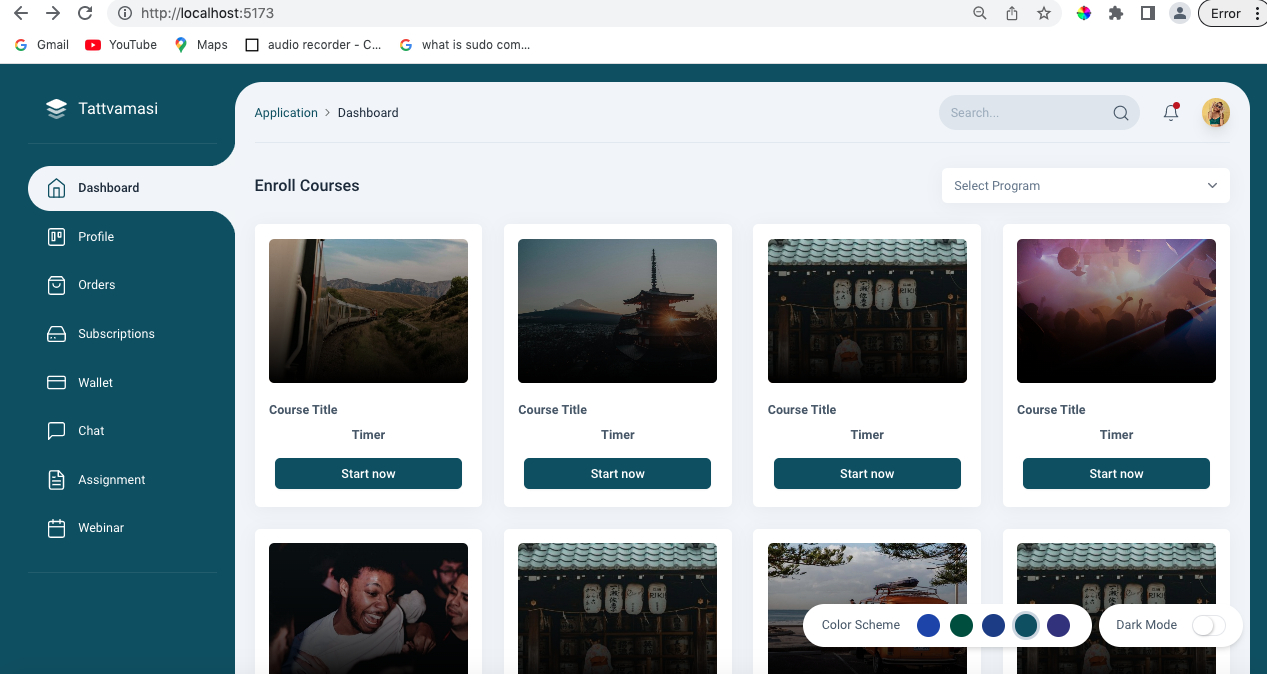 http://localhost:5173
Error
Gmail
YouTube
Maps
audio recorder - C...
what is sudo com...
Tattvamasi
Application > Dashboard
Search...
Dashboard
Profile
Orders
Subscriptions
Wallet
Chat
Assignment
Webinar
Enroll Courses
Select Program
Course Title
Timer
Start now
Course Title
Timer
Start now
Course Title
Timer
Start now
Course Title
Timer
Start now
Color Scheme
Dark Mode